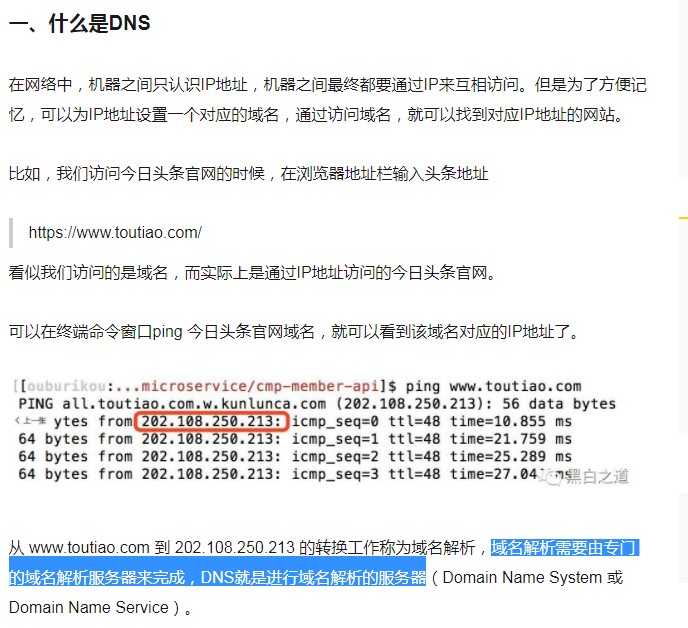 一、什么是DNS
在网络中，机器之间只认识IP地址，机器之间最终都要通过IP来互相访问。但是为了方便记
忆，可以为IP地址设置一个对应的域名，通过访问域名，就可以找到对应IP地址的网站。
比如，我们访问今日头条官网的时候，在浏览器地址栏输入头条地址
https://www.toutiao.com/
看似我们访问的是域名，而实际上是通过IP地址访问的今日头条官网。
可以在终端命令窗口ping 今日头条官网域名，就可以看到该域名对应的IP地址了。
[[ouburikou:...microservice/cmp-member-api]$ ping www.toutiao.com
PING all.toutiao.com.w.kunlunca.com (202.108.250.213): 56 data bytes
<上一张 ytes from 202.108.250.213: icmp_seq=0 ttl=48 time=10.855 ms
64 bytes from 202.108.250.213: icmp_seq=1 ttl=48 time=21.759 ms
64 bytes from 202.108.250.213: icmp_seq=2 ttl=48 time=25.289 ms
64 bytes from 202.108.250.213: icmp_seq=3 ttl=48 ms
黑白之道
从 www.toutiao.com 到 202.108.250.213 的转换工作称为域名解析，域名解析需要由专门
的域名解析服务器来完成，DNS就是进行域名解析的服务器（Domain Name System 或
Domain Name Service）。